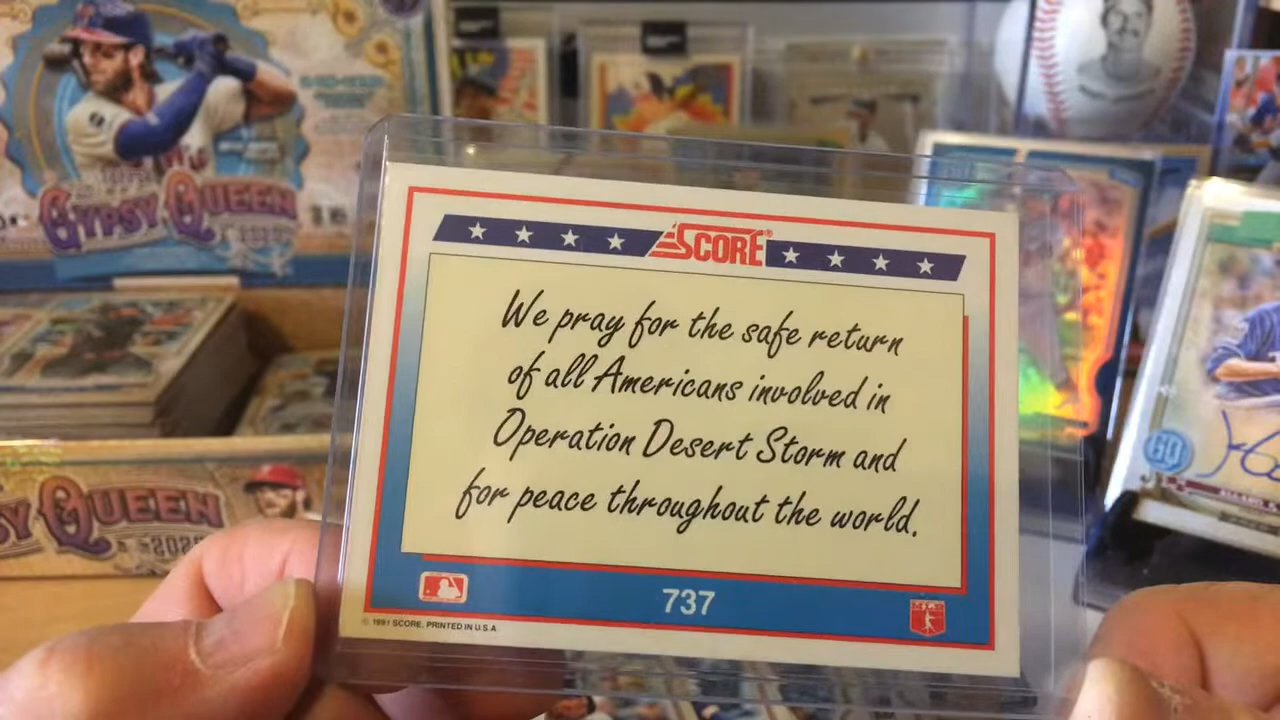 GYPSY QUEEN
SCORE®
We pray for the safe return
of all Americans involved in
Operation Desert Storm and
for peace throughout the world.
737
© 1991 SCORE, PRINTED IN U.S.A.
QUEEN
GQ